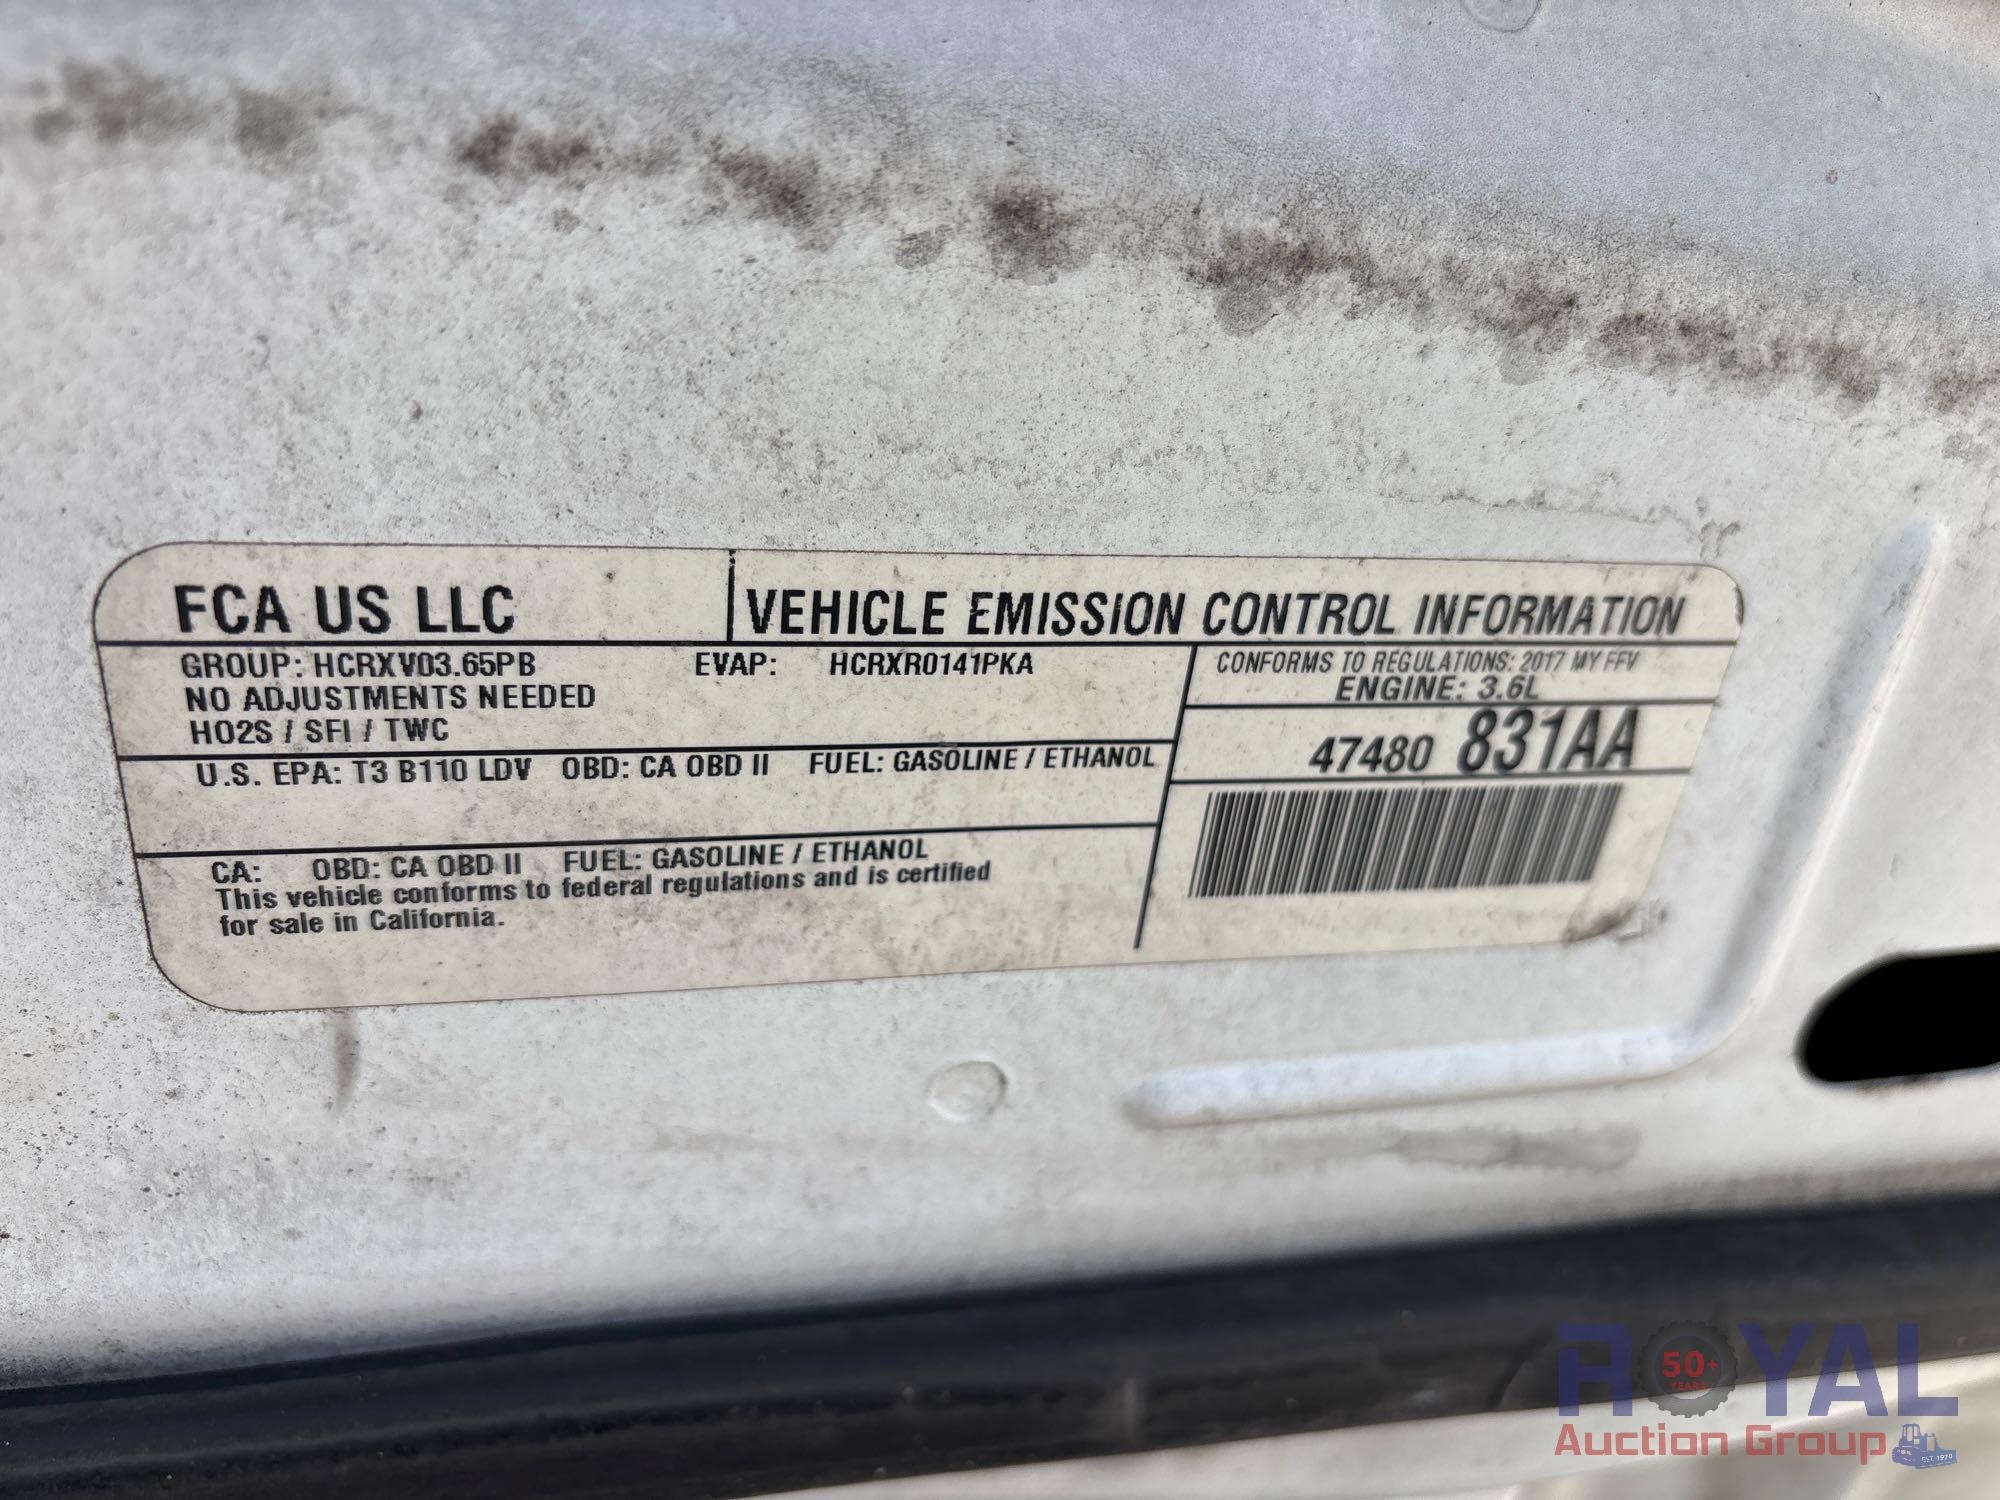 FCA US LLC
VEHICLE EMISSION CONTROL INFORMATION
GROUP: HCRXV03.65PB EVAP: HCRXR0141PKA
NO ADJUSTMENTS NEEDED
HO2S / SFI / TWC
CONFORMS TO REGULATIONS: 2017 MY FFV
ENGINE: 3.6L
47480 831AA
U.S. EPA: T3 B110 LDV OBD: CA OBD II FUEL: GASOLINE / ETHANOL
CA: OBD: CA OBD II FUEL: GASOLINE / ETHANOL
This vehicle conforms to federal regulations and is certified
for sale in California.
ROYAL
50+
YEARS
Auction Group
EST. 1970